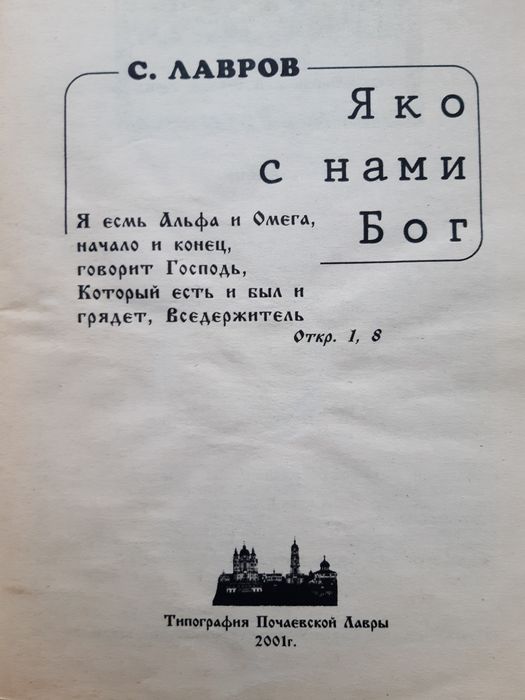 С. ЛАВРОВ
Яко
с нами
Бог
Я есмь Альфа и Омега,
начало и конец,
говорит Господь,
Который есть и был и
грядет, Вседержитель
Откр. 1, 8
Типография Почаевской Лавры
2001г.